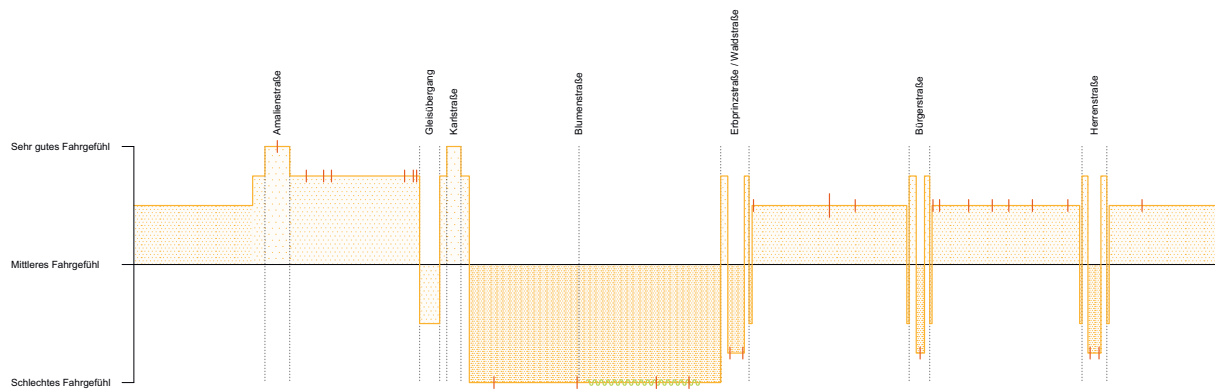 Amalienstraße
Gleisübergang
Karlstraße
Blumenstraße
Erbprinzstraße / Waldstraße
Bürgerstraße
Herrenstraße
Sehr gutes Fahrgefühl
Mittleres Fahrgefühl
Schlechtes Fahrgefühl